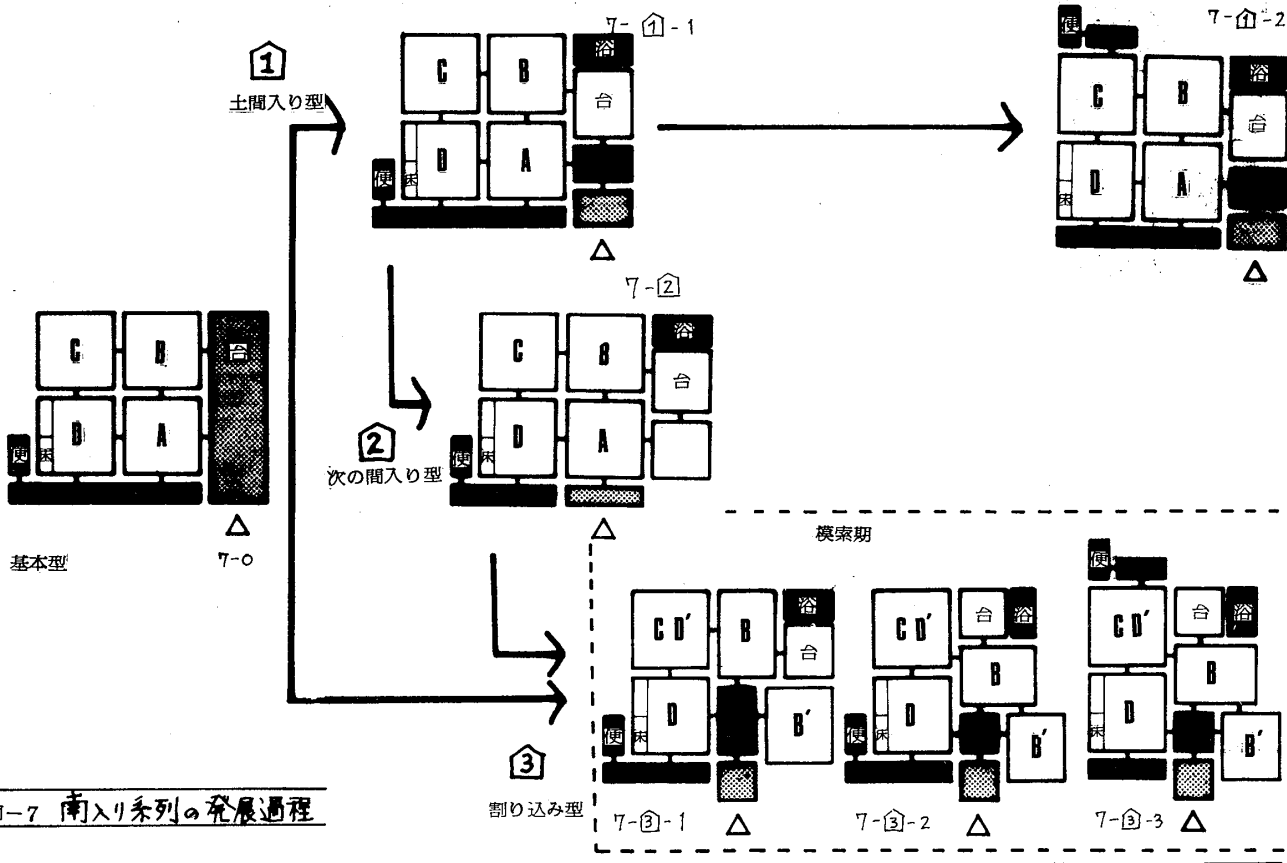 7-1-1
浴
C
B
台
D
A
便
床
△
1
土間入り型
7-1-2
便
浴
C
B
台
D
A
床
△
7-2
浴
C
B
台
D
A
便
床
△
2
次の間入り型
C
B
台
D
A
便
床
△
基本型
7-0
模索期
3
割り込み型
C D′
B
浴
台
D
B′
便
床
7-3-1
△
C D′
台
浴
B
D
B′
便
床
7-3-2
△
便
C D′
台
浴
B
D
B′
床
7-3-3
△
-7 南入り系列の発展過程